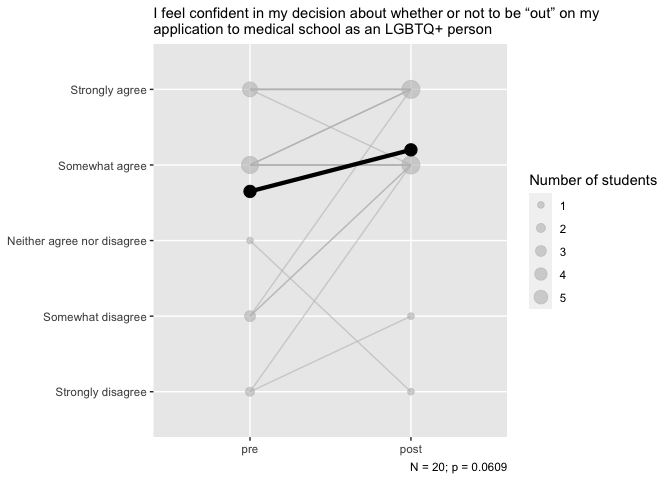 I feel confident in my decision about whether or not to be “out” on my
application to medical school as an LGBTQ+ person
Strongly agree
Somewhat agree
Neither agree nor disagree
Somewhat disagree
Strongly disagree
pre
post
N = 20; p = 0.0609
Number of students
1
2
3
4
5